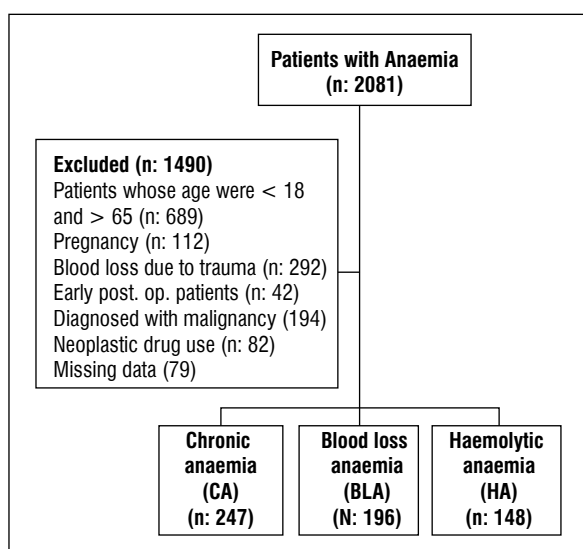 Patients with Anaemia
(n: 2081)
Excluded (n: 1490)
Patients whose age were < 18
and > 65 (n: 689)
Pregnancy (n: 112)
Blood loss due to trauma (n: 292)
Early post. op. patients (n: 42)
Diagnosed with malignancy (194)
Neoplastic drug use (n: 82)
Missing data (79)
Chronic
anaemia
(CA)
(n: 247)
Blood loss
anaemia
(BLA)
(N: 196)
Haemolytic
anaemia
(HA)
(n: 148)